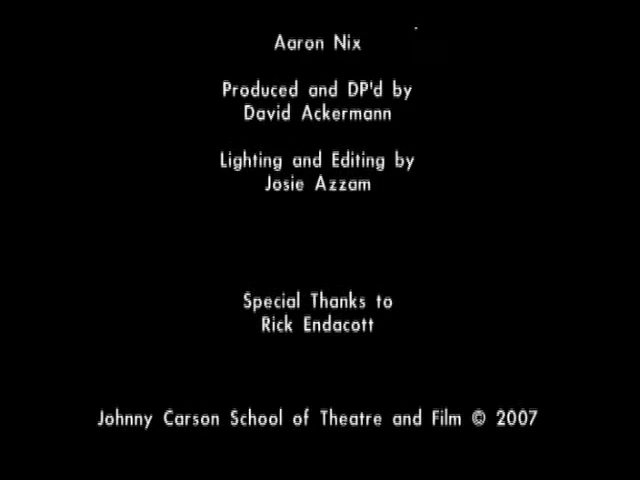 Aaron Nix
Produced and DP'd by
David Ackermann
Lighting and Editing by
Josie Azzam
Special Thanks to
Rick Endacott
Johnny Carson School of Theatre and Film © 2007